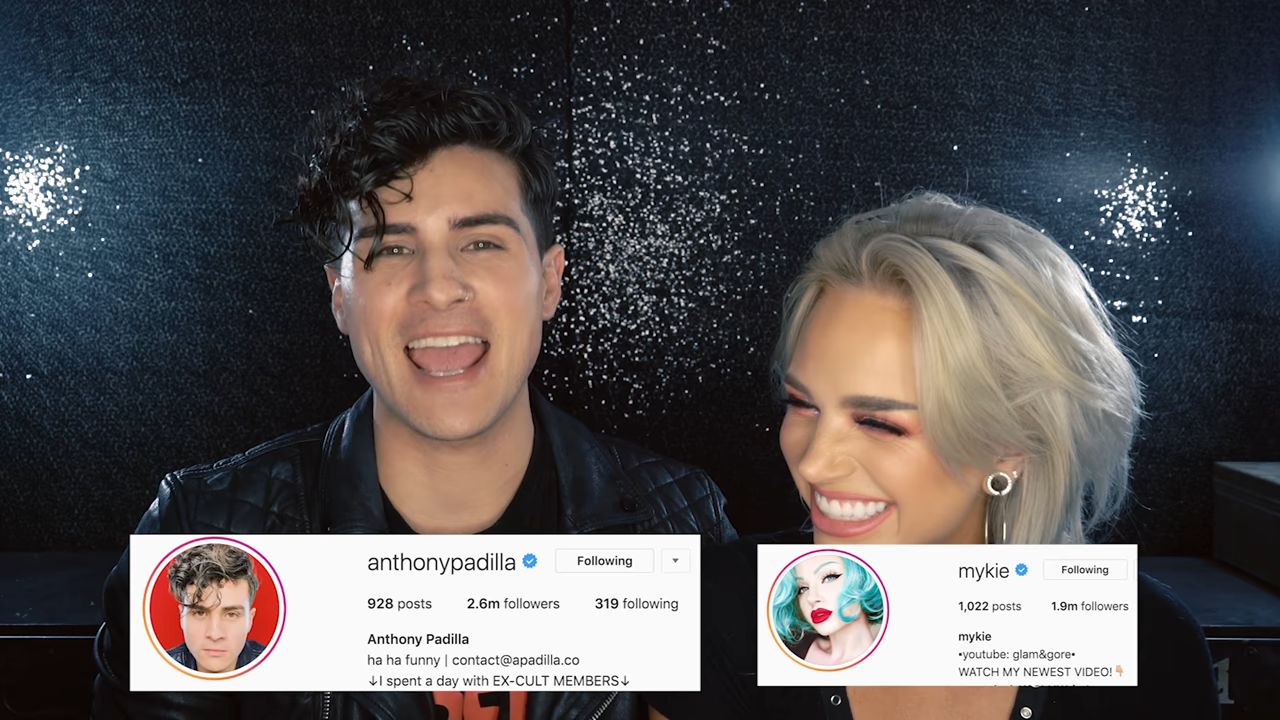 anthonypadilla
Following
928 posts
2.6m followers
319 following
Anthony Padilla
ha ha funny | contact@apadilla.co
↓I spent a day with EX-CULT MEMBERS↓
mykie
Following
1,022 posts
1.9m followers
mykie
•youtube: glam&gore•
WATCH MY NEWEST VIDEO!👇🏼